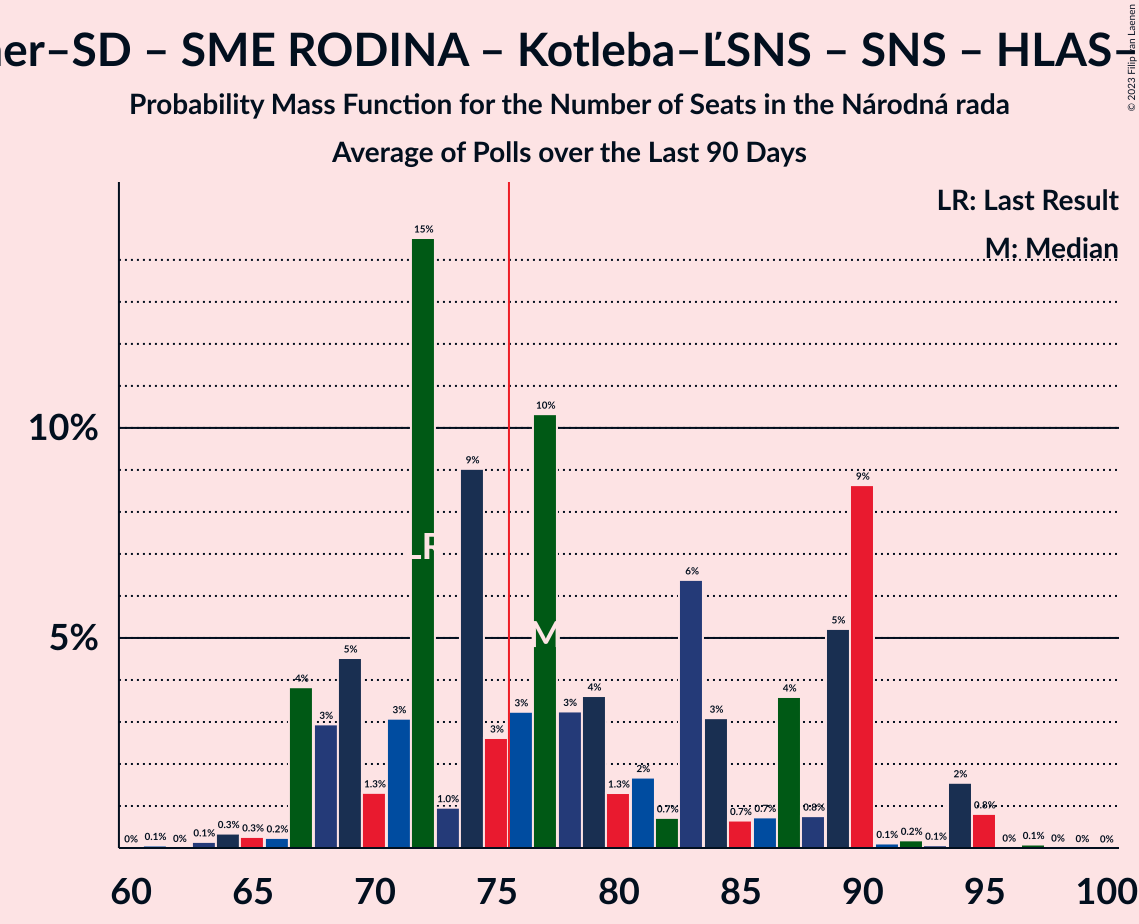 er–SD – SME RODINA – Kotleba–ĽSNS – SNS – HLAS–
Probability Mass Function for the Number of Seats in the Národná rada
Average of Polls over the Last 90 Days
© 2023 Filip van Laenen
LR: Last Result
M: Median
10%
5%
0% 0.1% 0% 0.1% 0.3% 0.3% 0.2% 4% 3% 5% 1.3% 3% 15% 1.0% 9% 3% 3% 10% 3% 4% 1.3% 2% 0.7% 6% 3% 0.7% 0.7% 4% 0.8% 5% 9% 0.1% 0.2% 0.1% 2% 0.8% 0% 0.1% 0% 0% 0%
LR
M
60 65 70 75 80 85 90 95 100